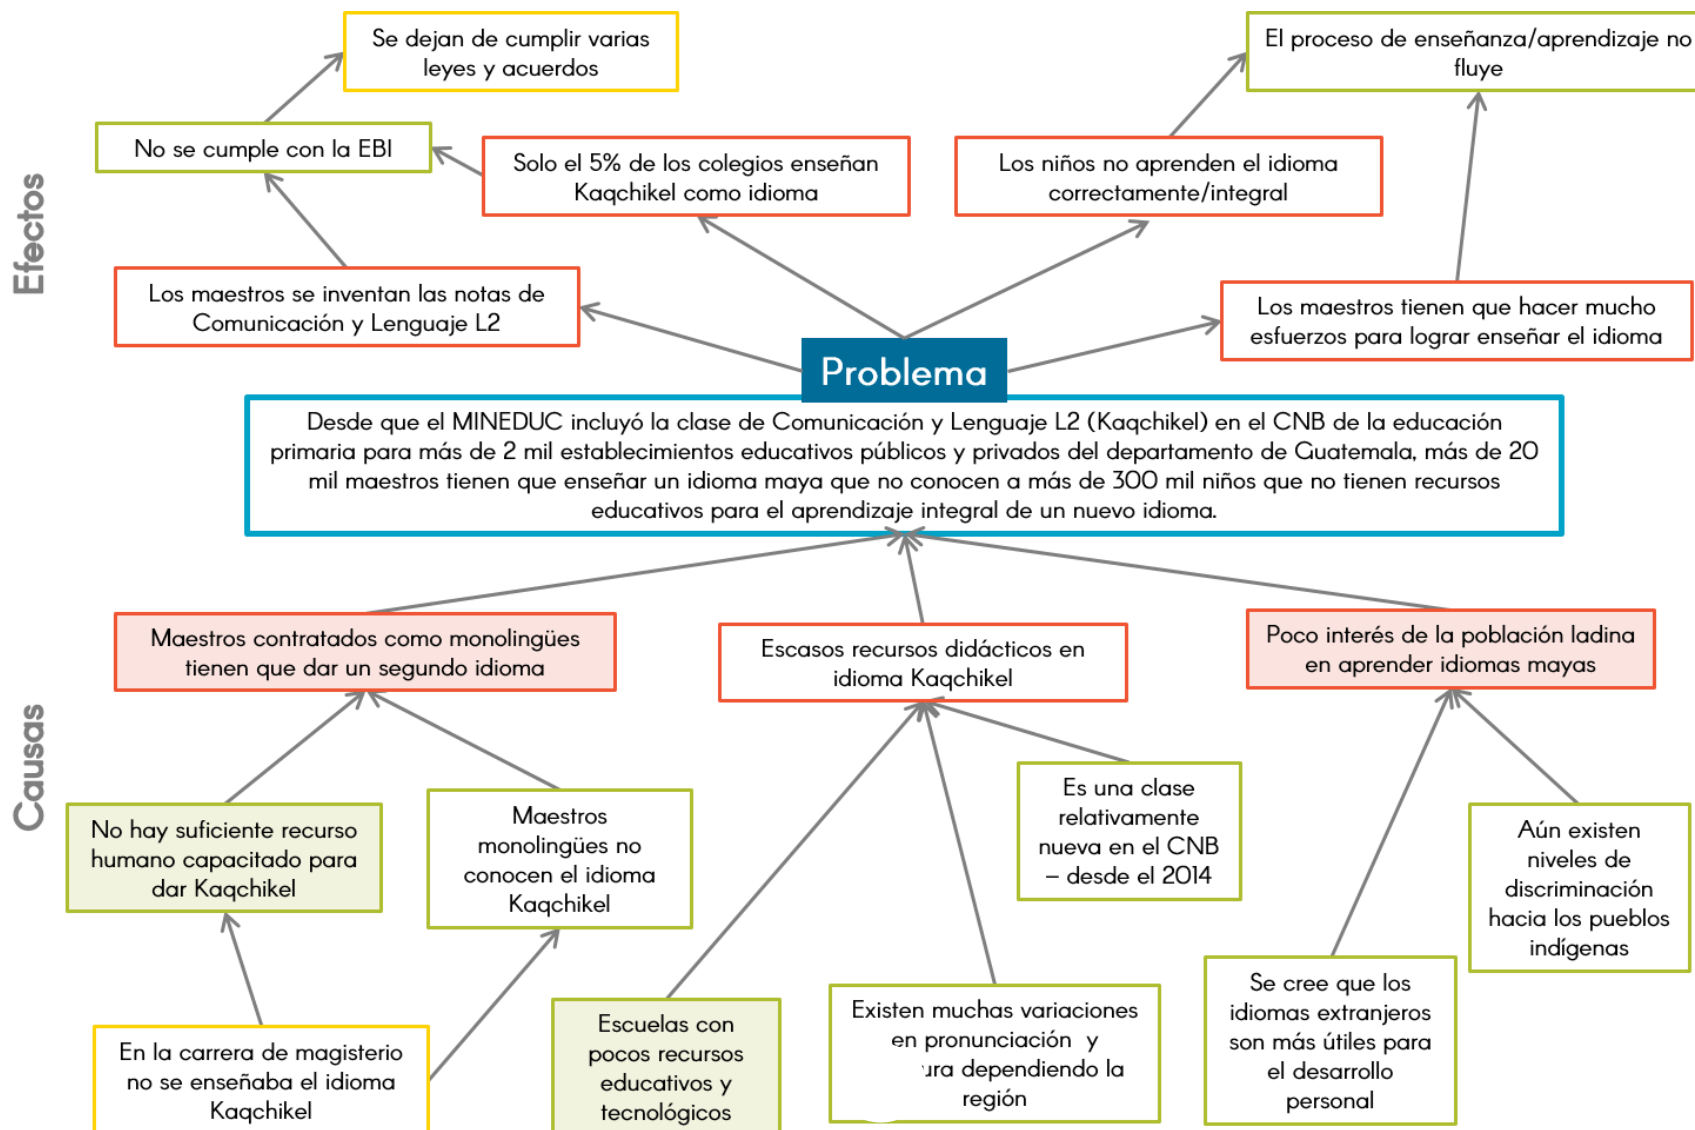 Efectos
Se dejan de cumplir varias
leyes y acuerdos
El proceso de enseñanza/aprendizaje no
fluye
No se cumple con la EBI
Solo el 5% de los colegios enseñan
Kaqchikel como idioma
Los niños no aprenden el idioma
correctamente/integral
Los maestros se inventan las notas de
Comunicación y Lenguaje L2
Los maestros tienen que hacer mucho
esfuerzos para lograr enseñar el idioma
Problema
Desde que el MINEDUC incluyó la clase de Comunicación y Lenguaje L2 (Kaqchikel) en el CNB de la educación
primaria para más de 2 mil establecimientos educativos públicos y privados del departamento de Guatemala, más de 20
mil maestros tienen que enseñar un idioma maya que no conocen a más de 300 mil niños que no tienen recursos
educativos para el aprendizaje integral de un nuevo idioma.
Causas
Maestros contratados como monolingües
tienen que dar un segundo idioma
Escasos recursos didácticos en
idioma Kaqchikel
Poco interés de la población ladina
en aprender idiomas mayas
No hay suficiente recurso
humano capacitado para
dar Kaqchikel
Maestros
monolingües no
conocen el idioma
Kaqchikel
Es una clase
relativamente
nueva en el CNB
– desde el 2014
Aún existen
niveles de
discriminación
hacia los pueblos
indígenas
En la carrera de magisterio
no se enseñaba el idioma
Kaqchikel
Escuelas con
pocos recursos
educativos y
tecnológicos
Existen muchas variaciones
en pronunciación y
dependiendo la
región
Se cree que los
idiomas extranjeros
son más útiles para
el desarrollo
personal